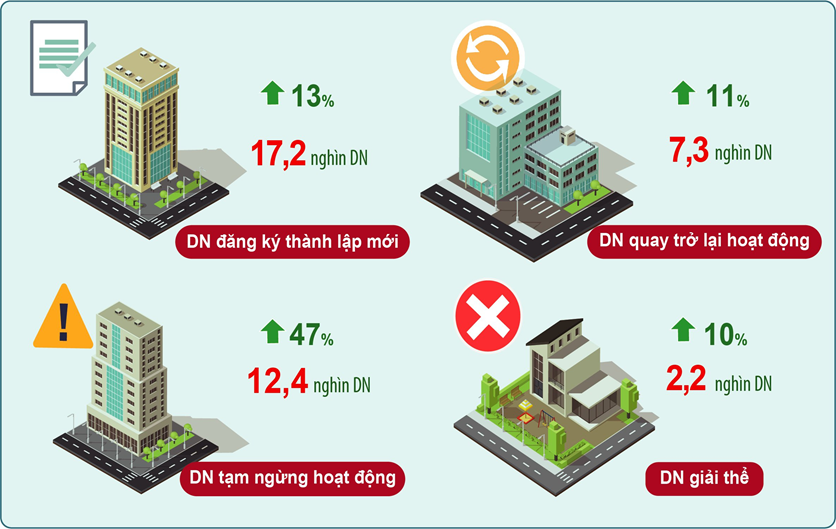 13%
17,2 nghìn DN
DN đăng ký thành lập mới
11%
7,3 nghìn DN
DN quay trở lại hoạt động
47%
12,4 nghìn DN
DN tạm ngừng hoạt động
10%
2,2 nghìn DN
DN giải thể